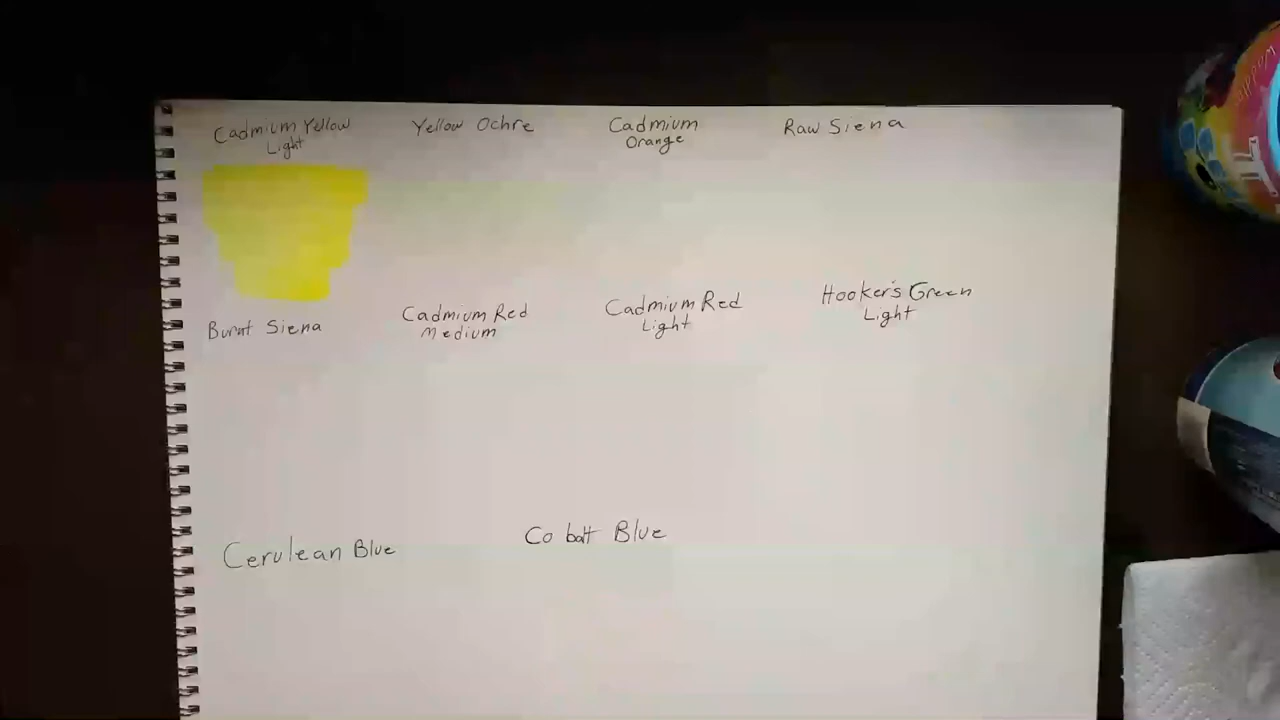 Cadmium Yellow
Light
Yellow Ochre
Cadmium
Orange
Raw Siena
Burnt Siena
Cadmium Red
Medium
Cadmium Red
Light
Hooker's Green
Light
Cerulean Blue
Cobalt Blue